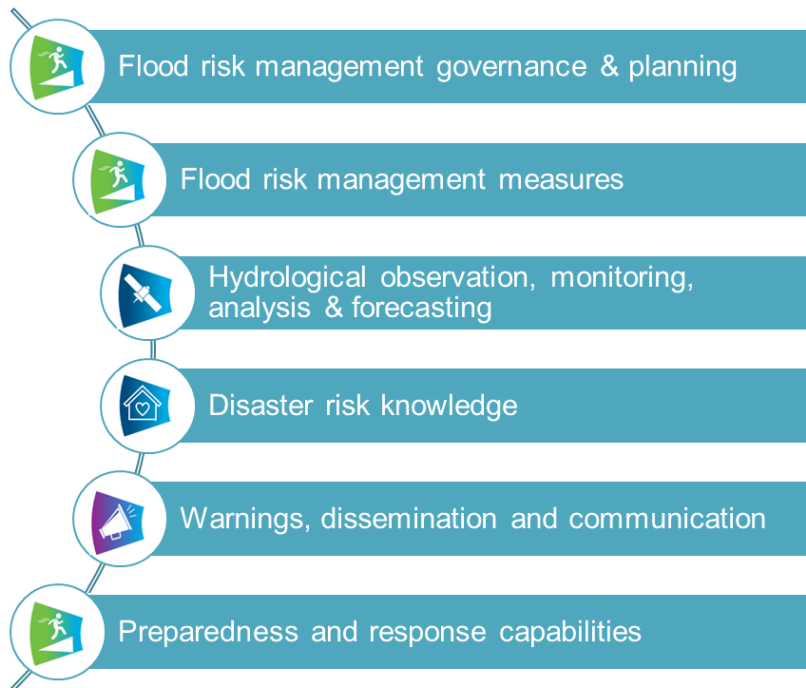 Flood risk management governance & planning
Flood risk management measures
Hydrological observation, monitoring,
analysis & forecasting
Disaster risk knowledge
Warnings, dissemination and communication
Preparedness and response capabilities